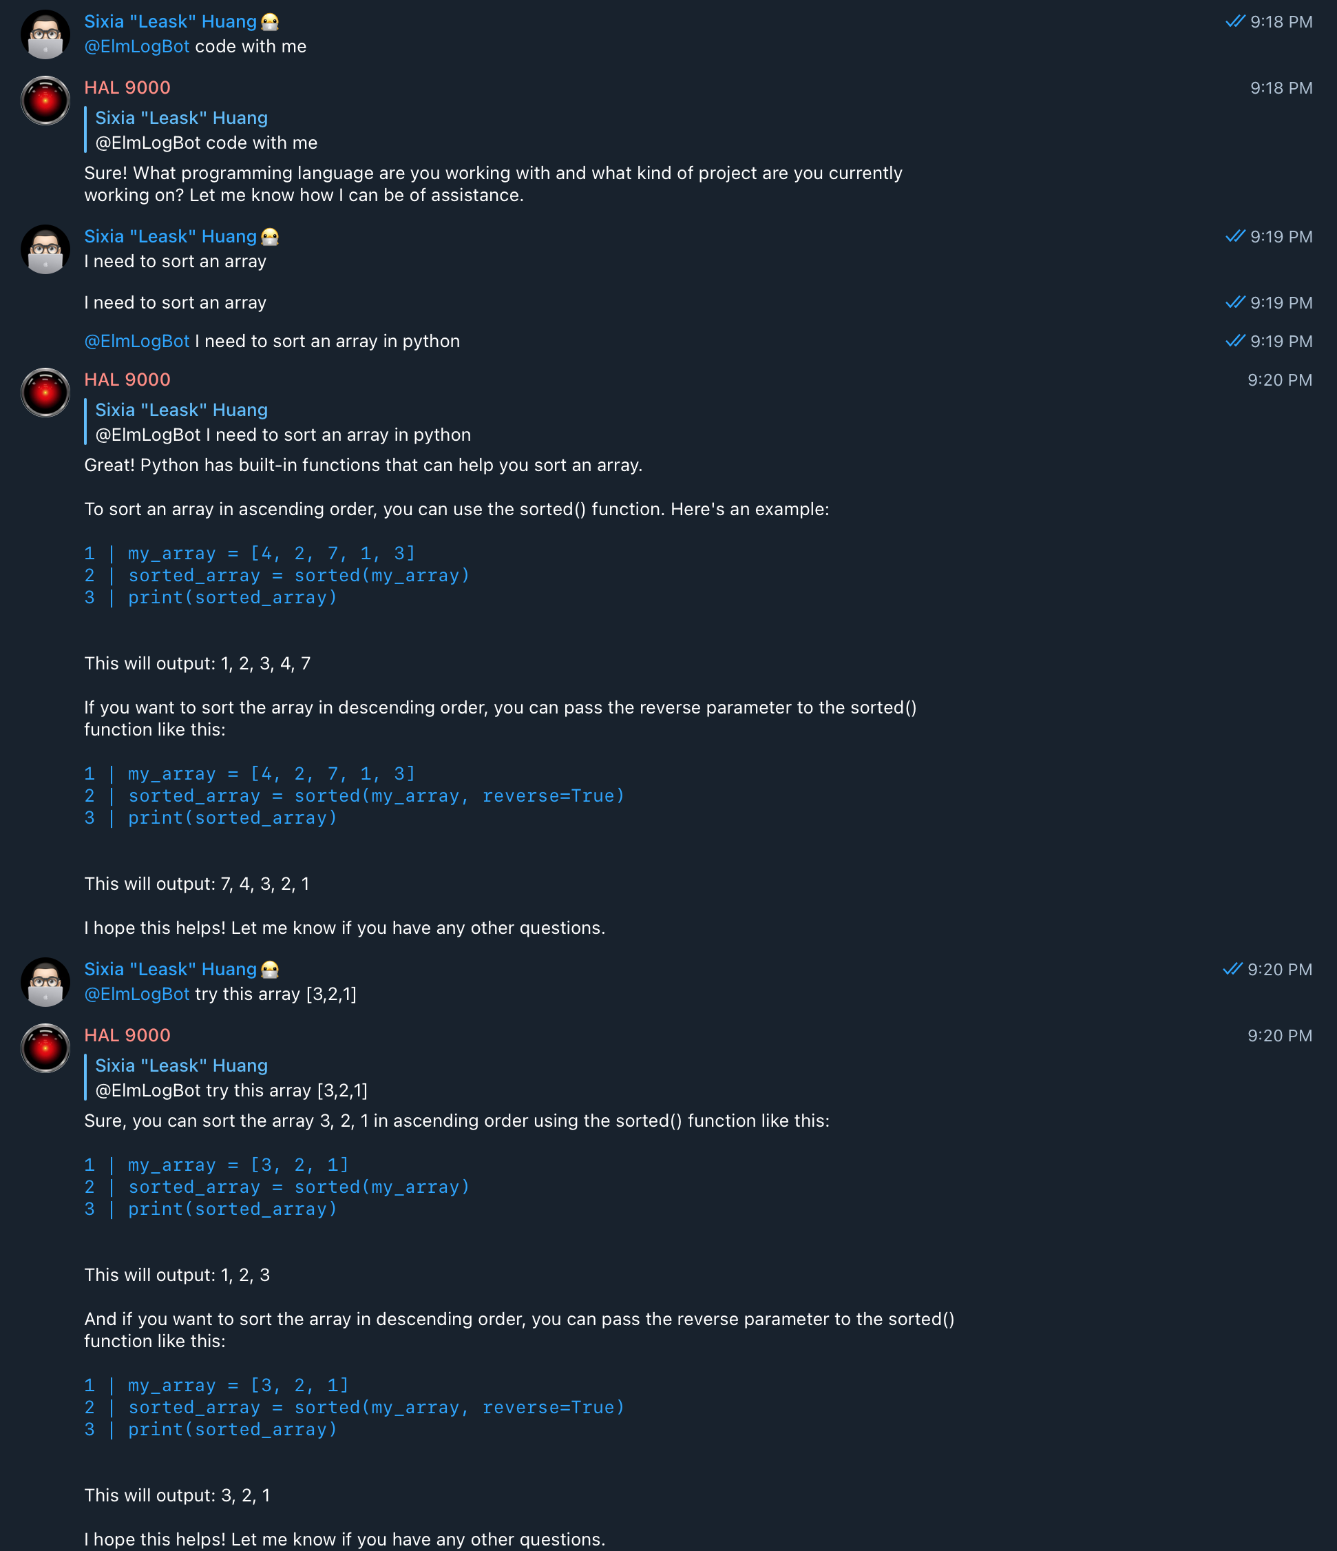 Sixia "Leask" Huang 9:18 PM
@ElmLogBot code with me
HAL 9000 9:18 PM
Sixia "Leask" Huang
@ElmLogBot code with me
Sure! What programming language are you working with and what kind of project are you currently
working on? Let me know how I can be of assistance.
Sixia "Leask" Huang 9:19 PM
I need to sort an array
I need to sort an array 9:19 PM
@ElmLogBot I need to sort an array in python 9:19 PM
HAL 9000 9:20 PM
Sixia "Leask" Huang
@ElmLogBot I need to sort an array in python
Great! Python has built-in functions that can help you sort an array.
To sort an array in ascending order, you can use the sorted() function. Here's an example:
1 | my_array = [4, 2, 7, 1, 3]
2 | sorted_array = sorted(my_array)
3 | print(sorted_array)
This will output: 1, 2, 3, 4, 7
If you want to sort the array in descending order, you can pass the reverse parameter to the sorted()
function like this:
1 | my_array = [4, 2, 7, 1, 3]
2 | sorted_array = sorted(my_array, reverse=True)
3 | print(sorted_array)
This will output: 7, 4, 3, 2, 1
I hope this helps! Let me know if you have any other questions.
Sixia "Leask" Huang 9:20 PM
@ElmLogBot try this array [3,2,1]
HAL 9000 9:20 PM
Sixia "Leask" Huang
@ElmLogBot try this array [3,2,1]
Sure, you can sort the array 3, 2, 1 in ascending order using the sorted() function like this:
1 | my_array = [3, 2, 1]
2 | sorted_array = sorted(my_array)
3 | print(sorted_array)
This will output: 1, 2, 3
And if you want to sort the array in descending order, you can pass the reverse parameter to the sorted()
function like this:
1 | my_array = [3, 2, 1]
2 | sorted_array = sorted(my_array, reverse=True)
3 | print(sorted_array)
This will output: 3, 2, 1
I hope this helps! Let me know if you have any other questions.